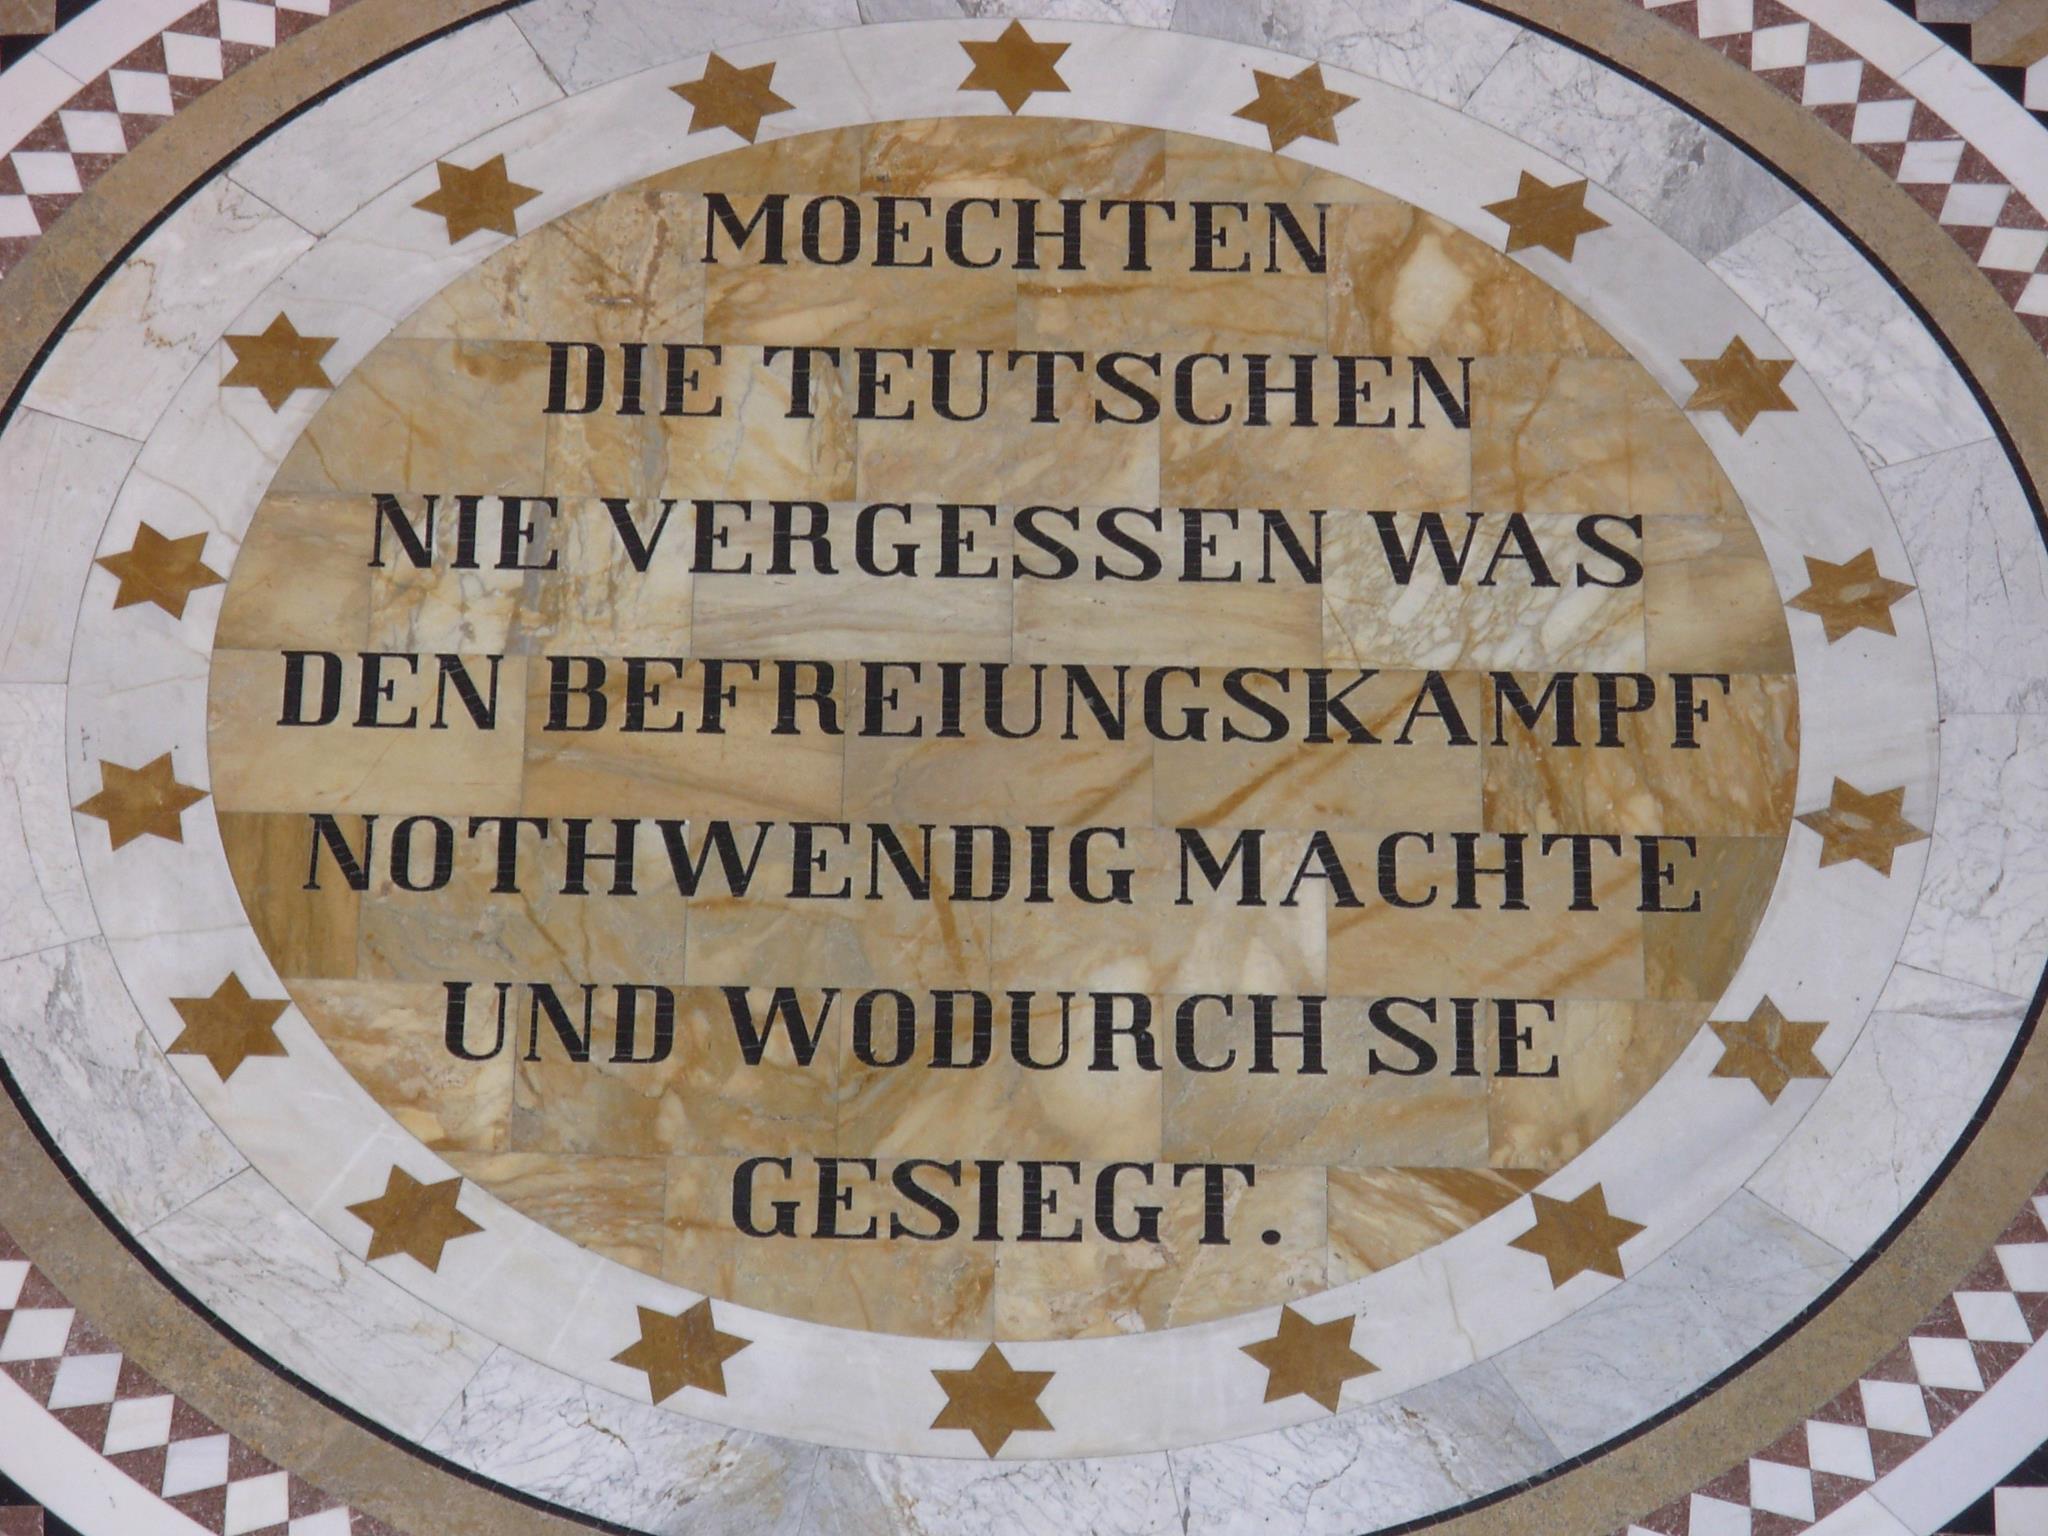 MOECHTEN
DIE TEUTSCHEN
NIE VERGESSEN WAS
DEN BEFREIUNGSKAMPF
NOTHWENDIG MACHTE
UND WODURCH SIE
GESIEGT.